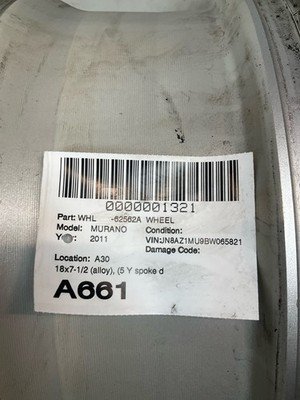 0000001321
Part: WHL -62562A WHEEL
Model: MURANO Condition:
Year: 2011 VIN:JN8AZ1MU9BW065821
Damage Code:
Location: A30
18x7-1/2 (alloy), (5 Y spoke d
A661